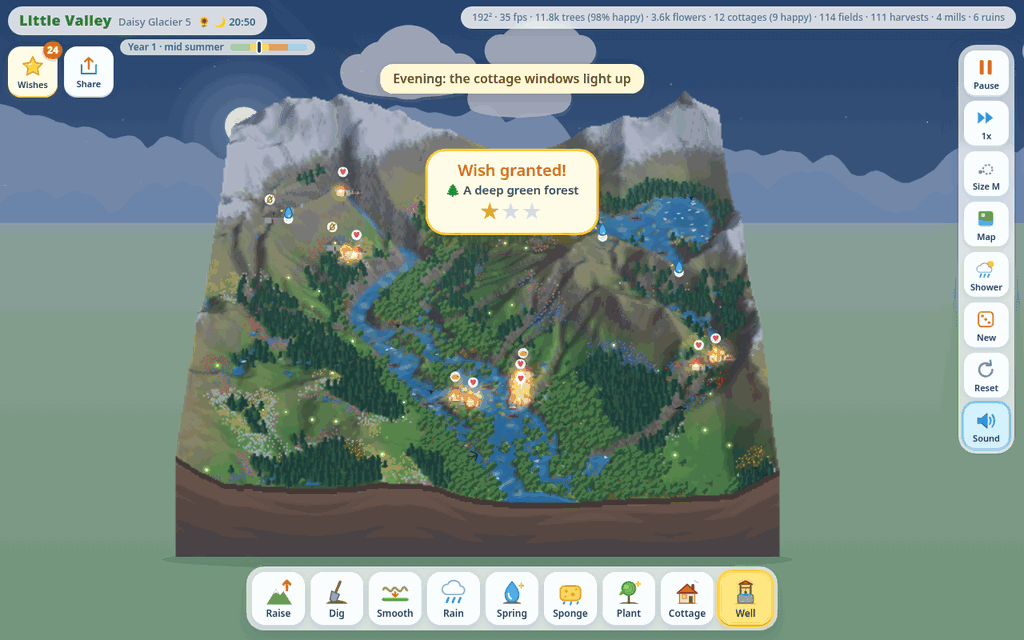 Little Valley Daisy Glacier 5 20:50
192² · 35 fps · 11.8k trees (98% happy) · 3.6k flowers · 12 cottages (9 happy) · 114 fields · 111 harvests · 4 mills · 6 ruins
Year 1 · mid summer
24
Wishes
Share
Evening: the cottage windows light up
Wish granted!
A deep green forest
Pause
1x
Size M
Map
Shower
New
Reset
Sound
Raise
Dig
Smooth
Rain
Spring
Sponge
Plant
Cottage
Well